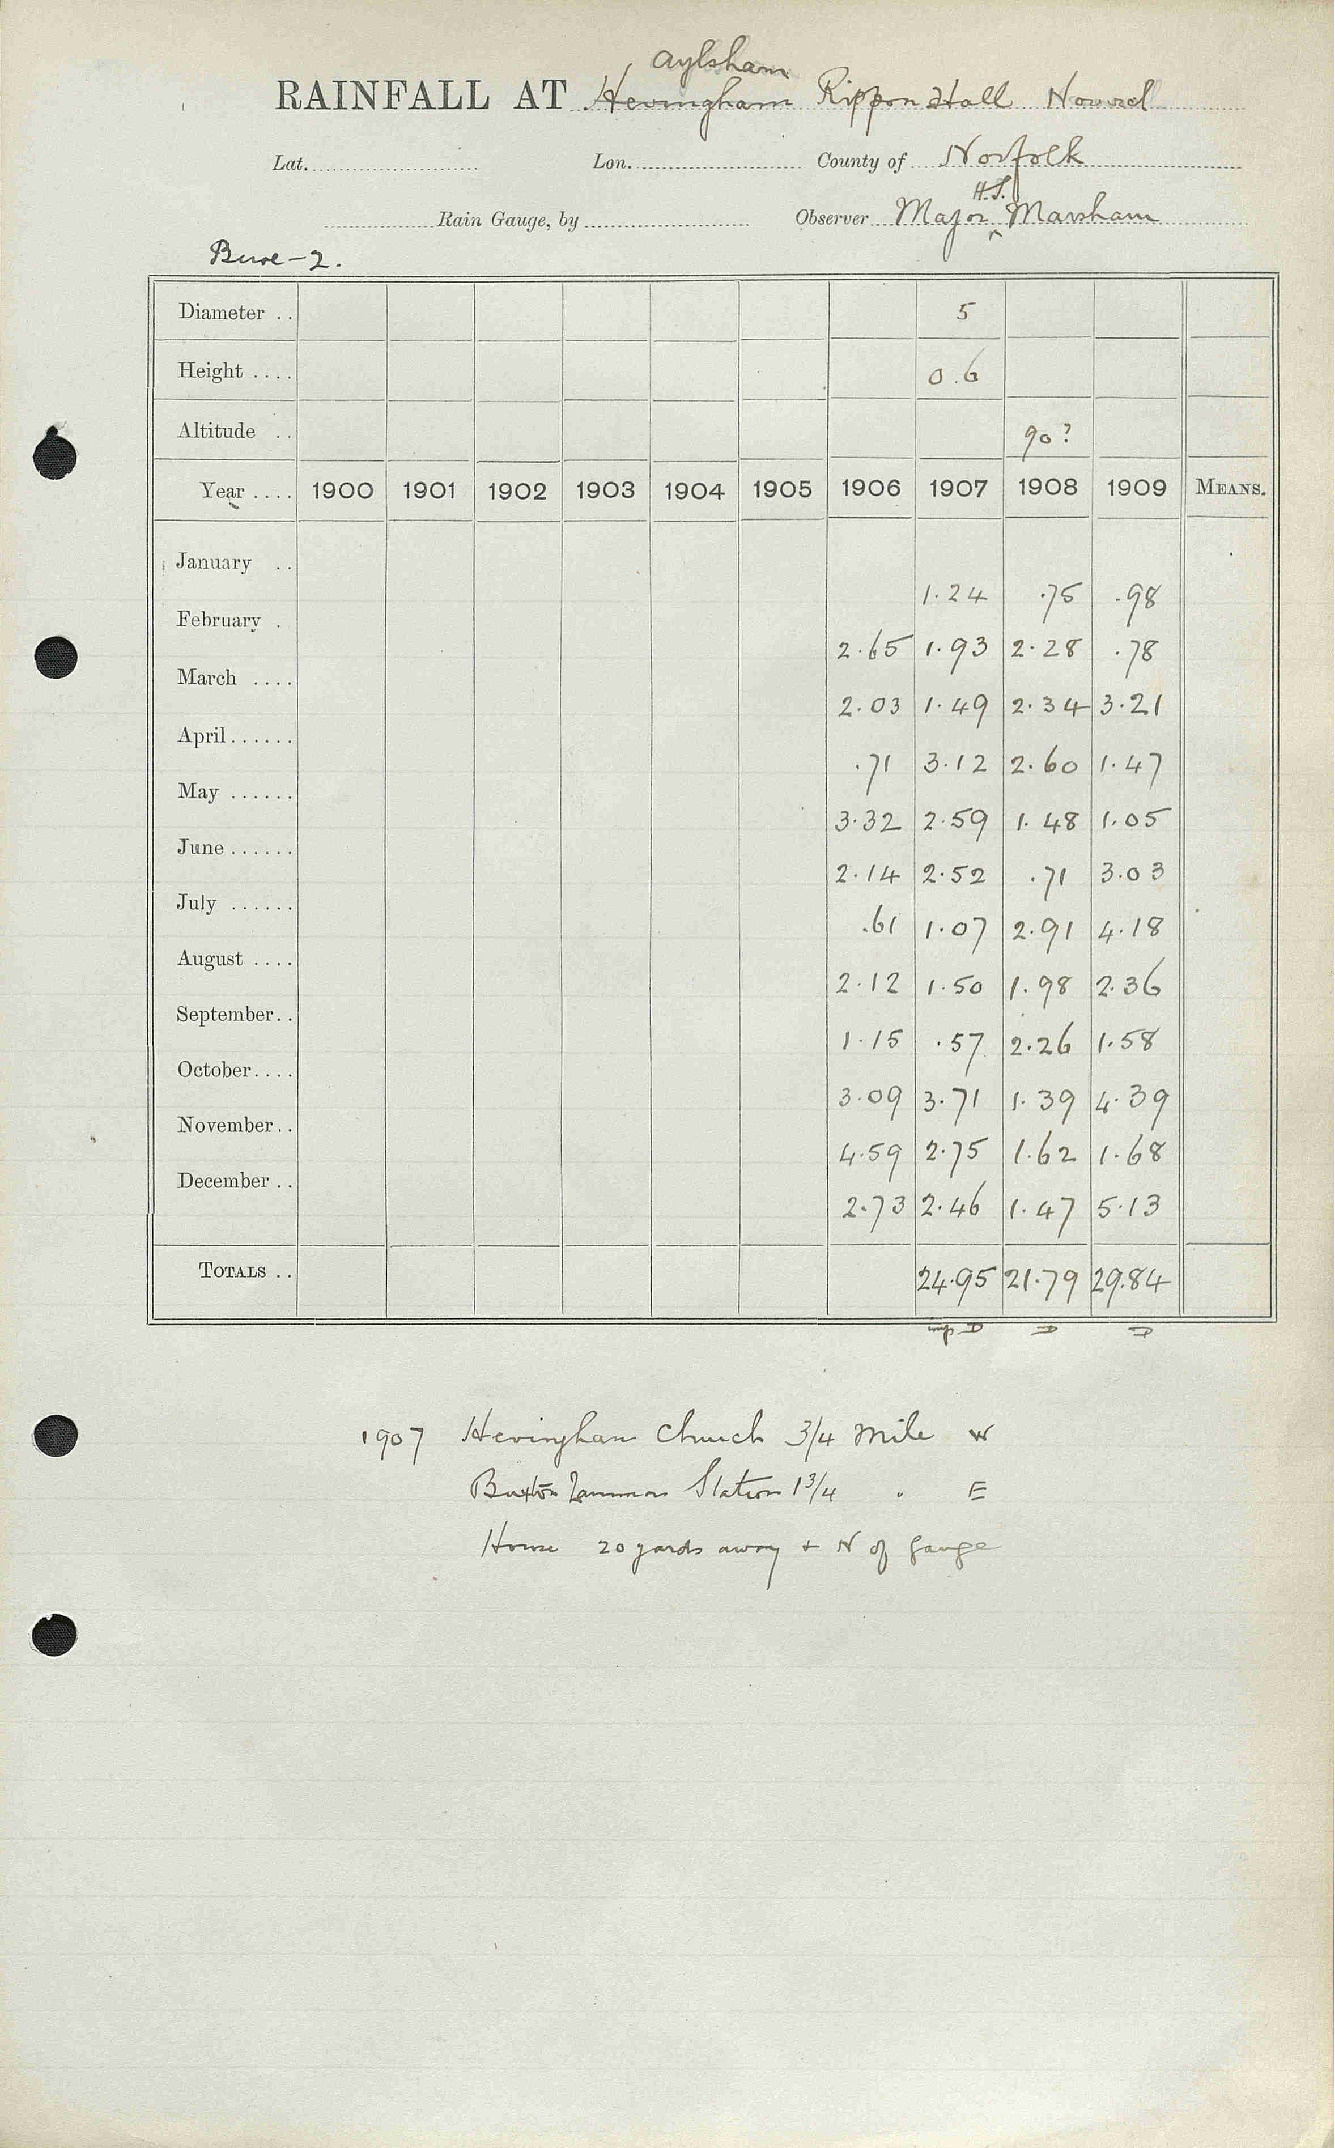 Aylsham
RAINFALL AT Hevingham Rippon Hall
Lat. Lon. County of Norfolk
H.S.
Rain Gauge, by Observer Major Marsham
Bure-2.
Diameter .. 5
Height .... 0.6
Altitude .. 90?
Year .... 1900 1901 1902 1903 1904 1905 1906 1907 1908 1909 MEANS.
January .. 1.24 .75 .98
February . 2.65 1.93 2.28 .78
March .... 2.03 1.49 2.34 3.21
April...... .71 3.12 2.60 1.47
May ...... 3.32 2.59 1.48 1.05
June...... 2.14 2.52 .71 3.03
July ...... .61 1.07 2.91 4.18
August .... 2.12 1.50 1.98 2.36
September.. 1.15 .57 2.26 1.58
October.... 3.09 3.71 1.39 4.39
November.. 4.59 2.75 1.62 1.68
December .. 2.73 2.46 1.47 5.13
TOTALS .. 24.95 21.79 29.84
D D D
1907 Hevingham Church 3/4 mile W
Buxton Lammas Station 1 3/4 " E
House 20 yards away + N of gauge